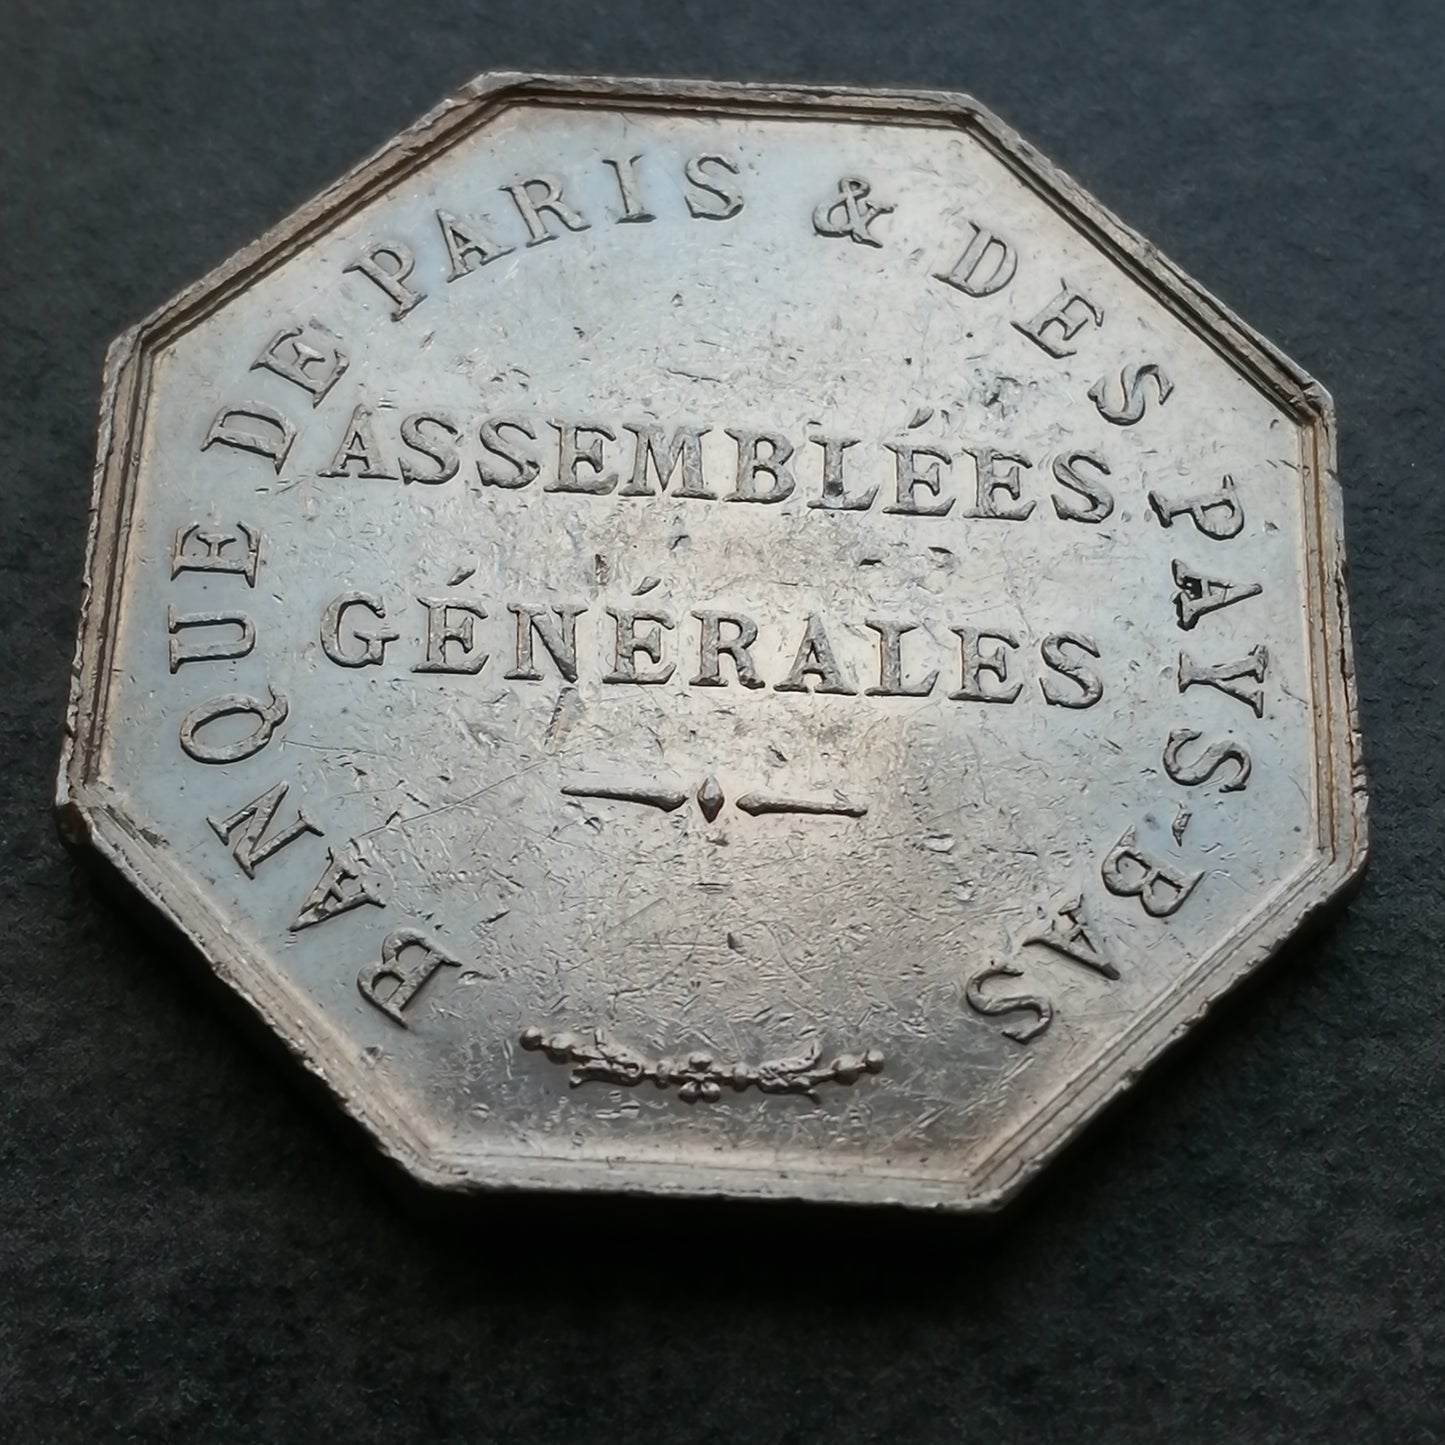 BANQUE DE PARIS & DES PAYS-BAS
ASSEMBLÉES
GÉNÉRALES